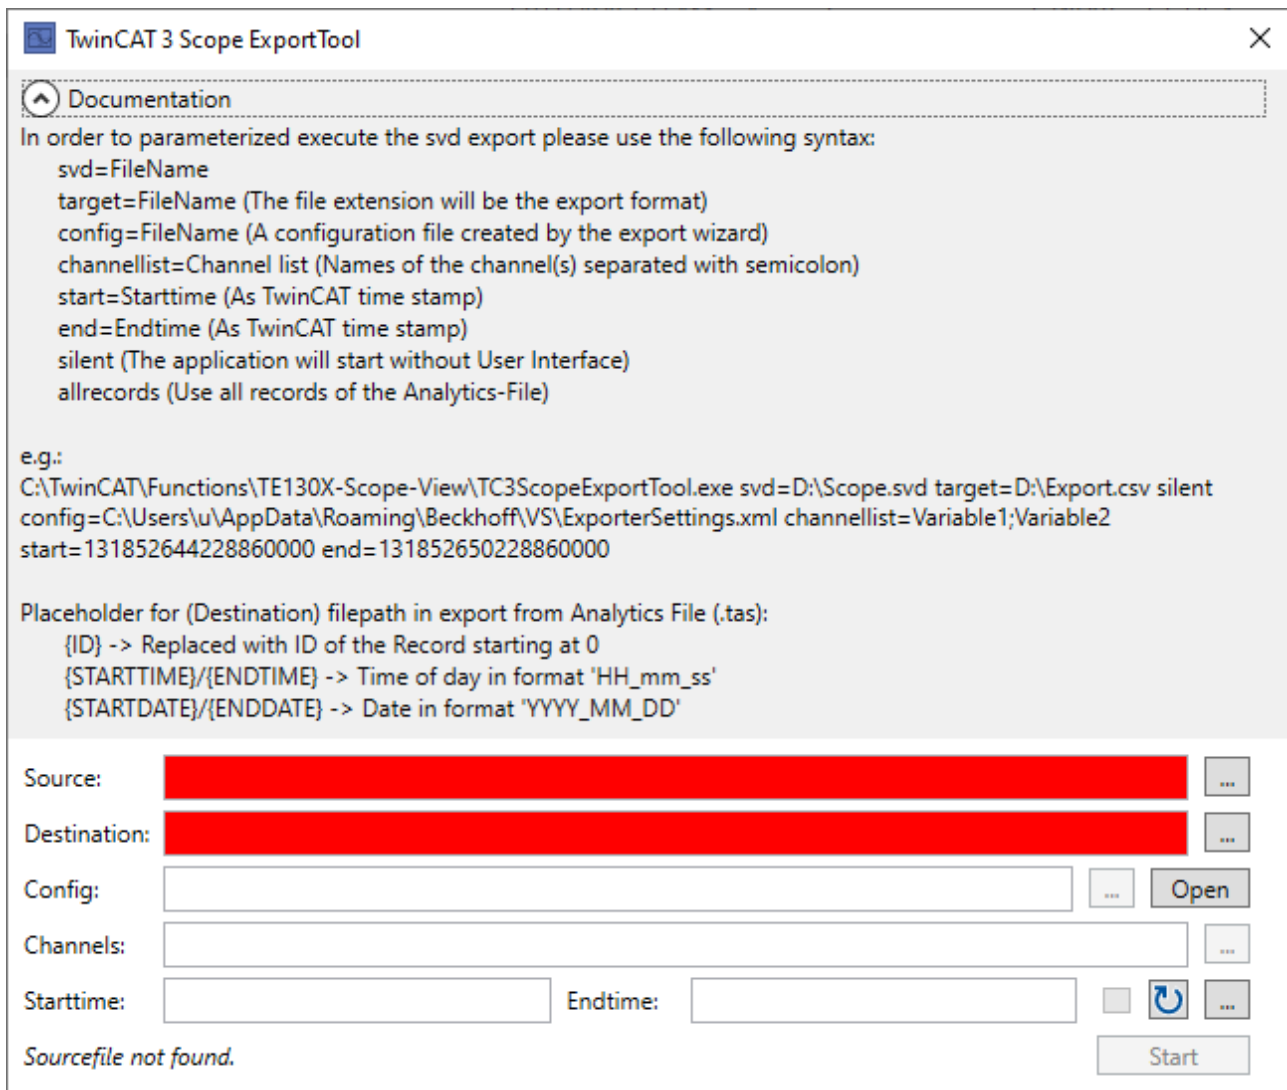 TwinCAT 3 Scope ExportTool
Documentation
In order to parameterized execute the svd export please use the following syntax:
svd=FileName
target=FileName (The file extension will be the export format)
config=FileName (A configuration file created by the export wizard)
channellist=Channel list (Names of the channel(s) separated with semicolon)
start=Starttime (As TwinCAT time stamp)
end=Endtime (As TwinCAT time stamp)
silent (The application will start without User Interface)
allrecords (Use all records of the Analytics-File)
e.g.:
C:\TwinCAT\Functions\TE130X-Scope-View\TC3ScopeExportTool.exe svd=D:\Scope.svd target=D:\Export.csv silent
config=C:\Users\u\AppData\Roaming\Beckhoff\VS\ExporterSettings.xml channellist=Variable1;Variable2
start=131852644228860000 end=131852650228860000
Placeholder for (Destination) filepath in export from Analytics File (.tas):
{ID} -> Replaced with ID of the Record starting at 0
{STARTTIME}/{ENDTIME} -> Time of day in format 'HH_mm_ss'
{STARTDATE}/{ENDDATE} -> Date in format 'YYYY_MM_DD'
Source: ...
Destination: ...
Config: ... Open
Channels: ...
Starttime: Endtime: ...
Sourcefile not found. Start